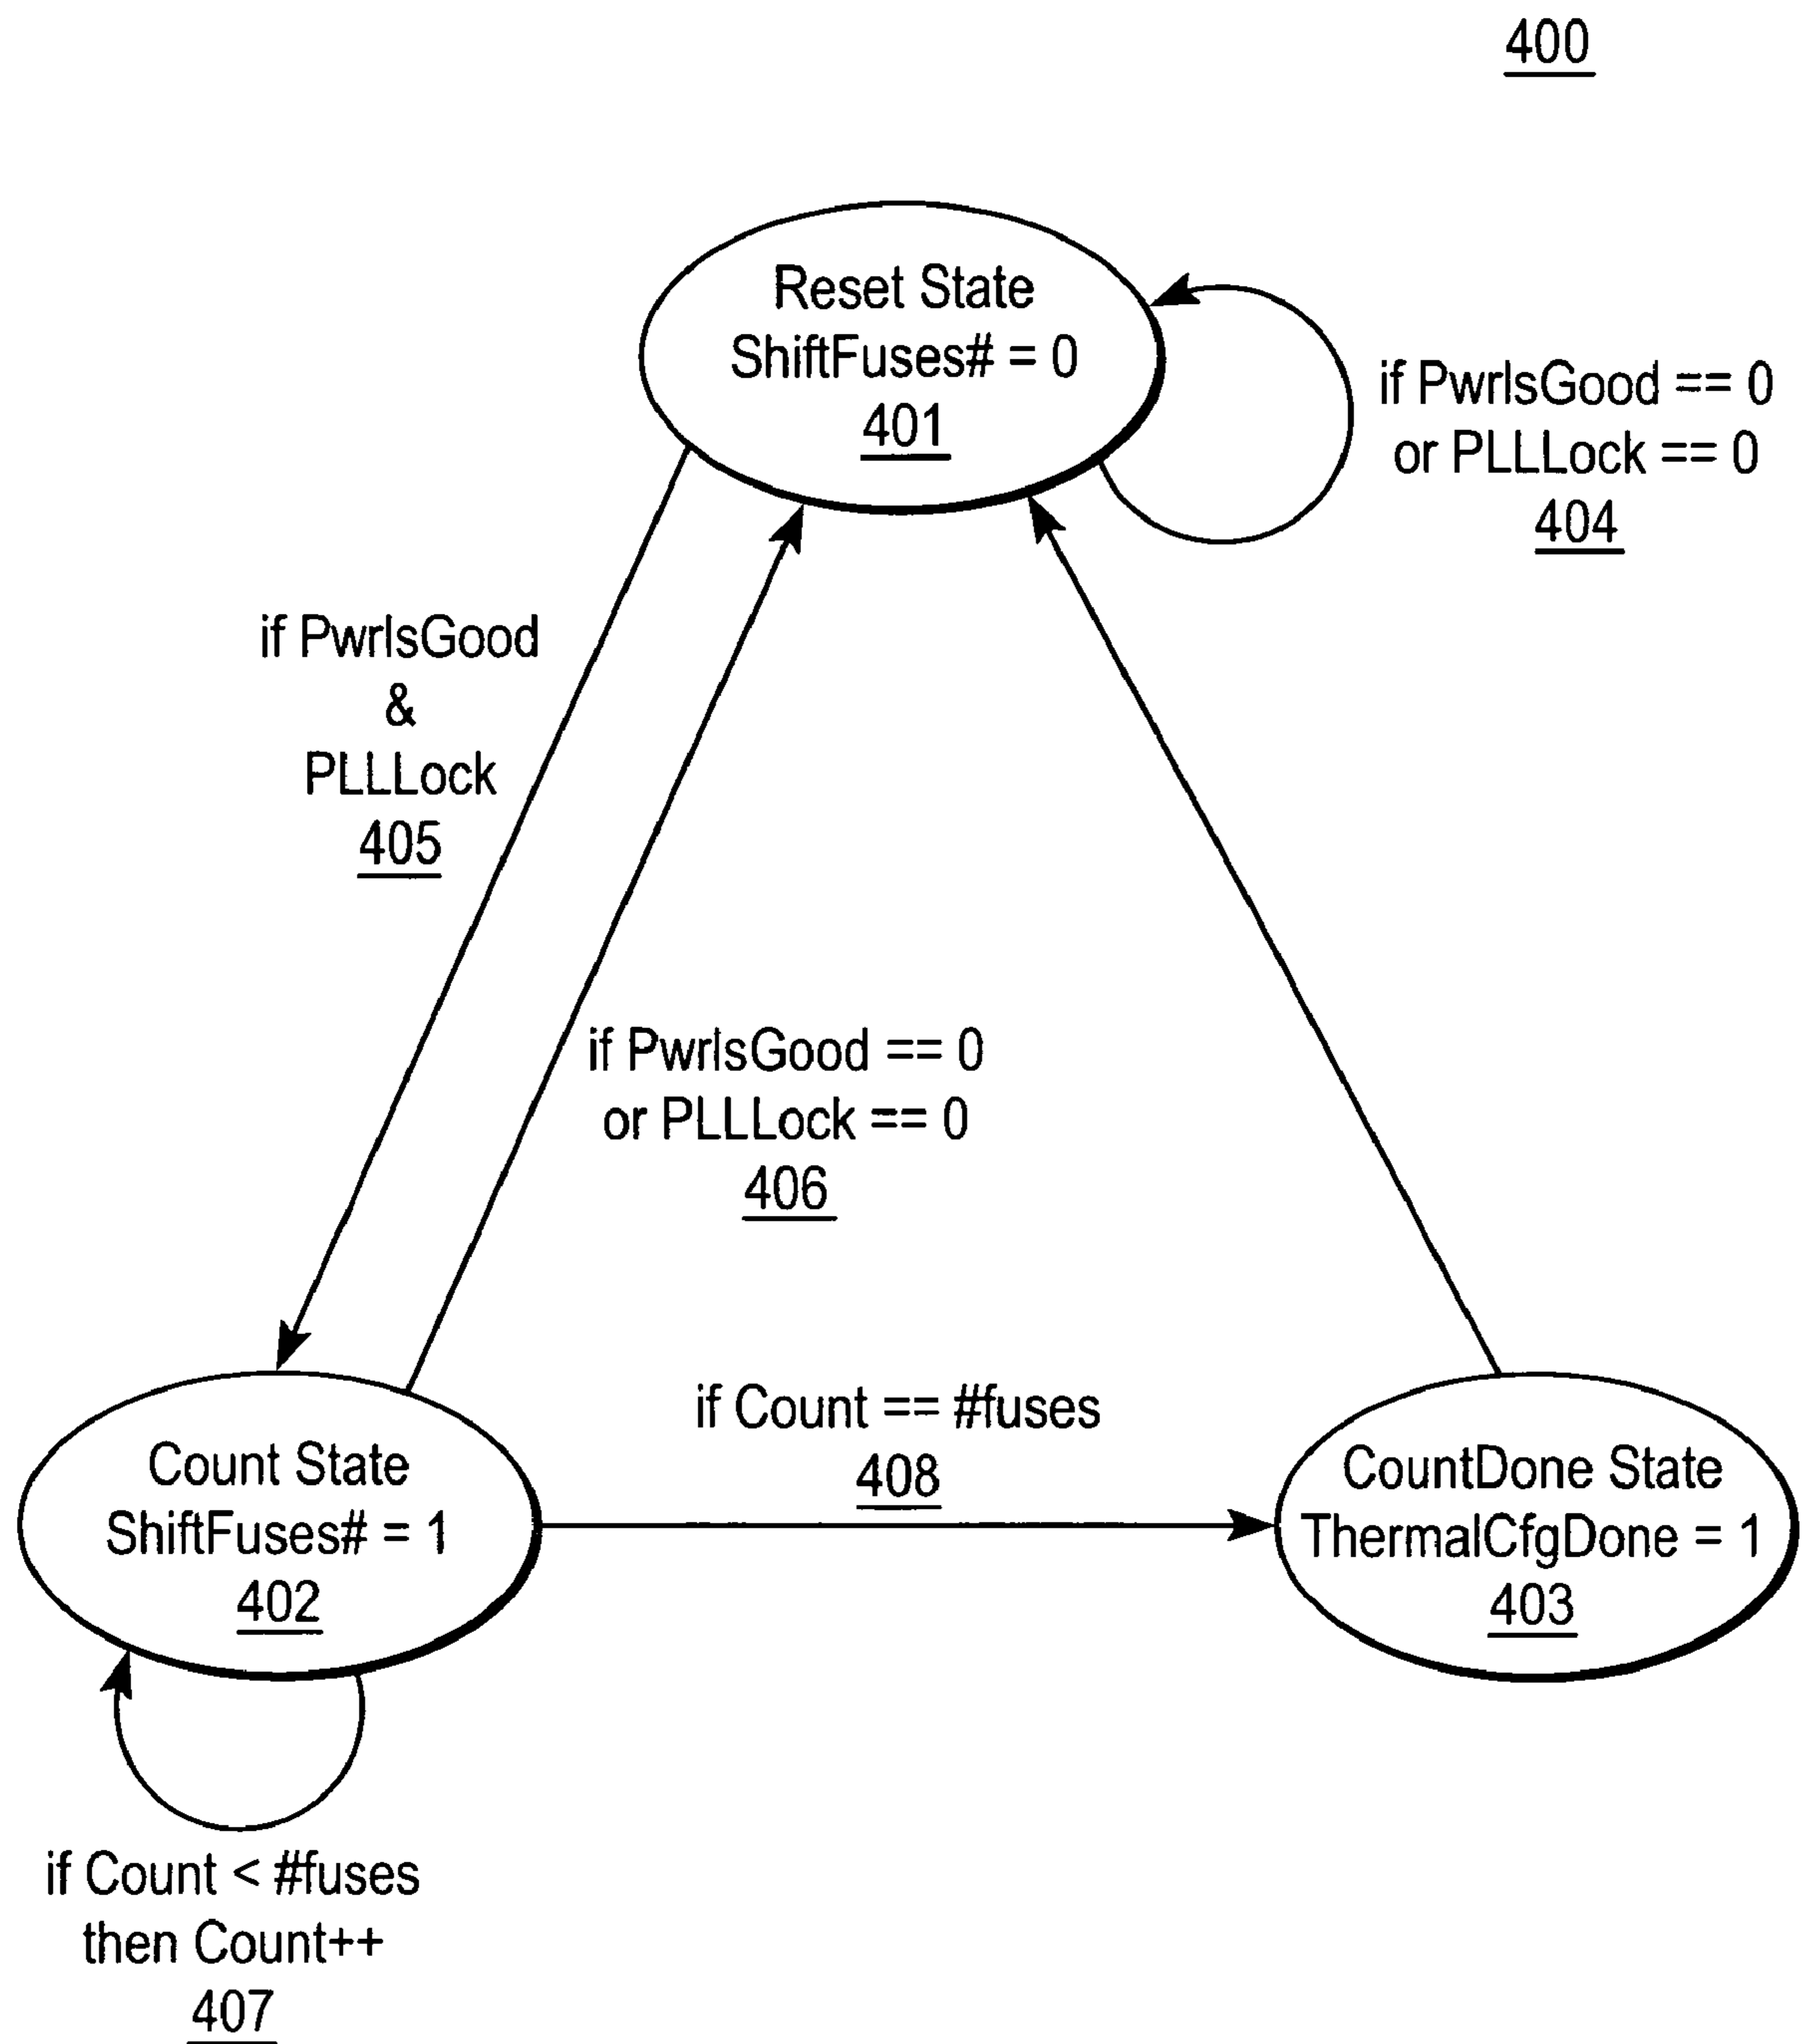 400
Reset State
ShiftFuses# = 0
401
if PwrIsGood == 0
or PLLLock == 0
404
if PwrIsGood
&
PLLLock
405
if PwrIsGood == 0
or PLLLock == 0
406
if Count == #fuses
408
Count State
ShiftFuses# = 1
402
CountDone State
ThermalCfgDone = 1
403
if Count < #fuses
then Count++
407